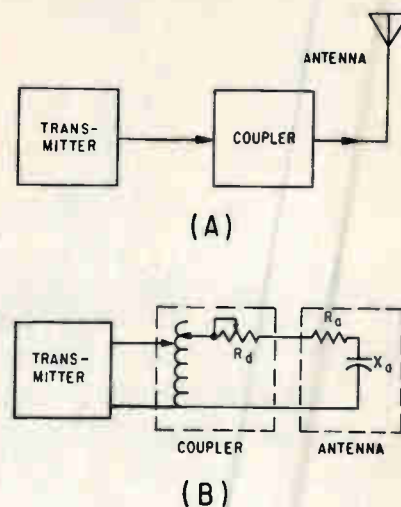 ANTENNA
TRANS-
MITTER
COUPLER
(A)
TRANS-
MITTER
Rd
Ra
Xa
COUPLER
ANTENNA
(B)